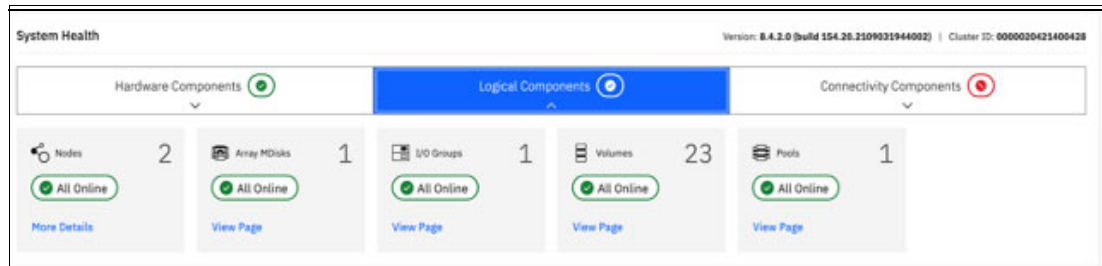 System Health
Version: 8.4.2.0 (build 154.20.2109031944002) | Cluster ID: 0000020421400428
Hardware Components
Logical Components
Connectivity Components
Nodes 2
Array MDisks 1
I/O Groups 1
Volumes 23
Pools 1
All Online
All Online
All Online
All Online
All Online
More Details
View Page
View Page
View Page
View Page